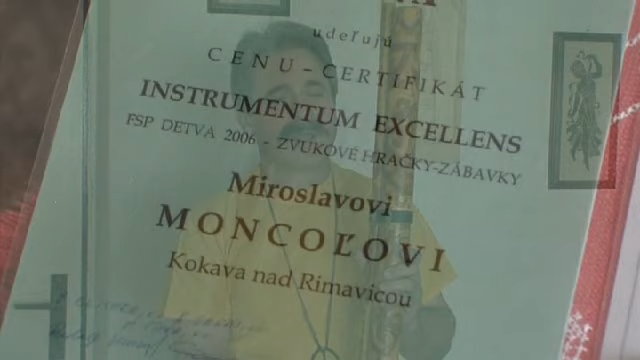 udeľujú
CENU – CERTIFIKÁT
INSTRUMENTUM EXCELLENS
FSP DETVA 2006 - ZVUKOVÉ HRAČKY-ZÁBAVKY
Miroslavovi
MONCOĽOVI
Kokava nad Rimavicou